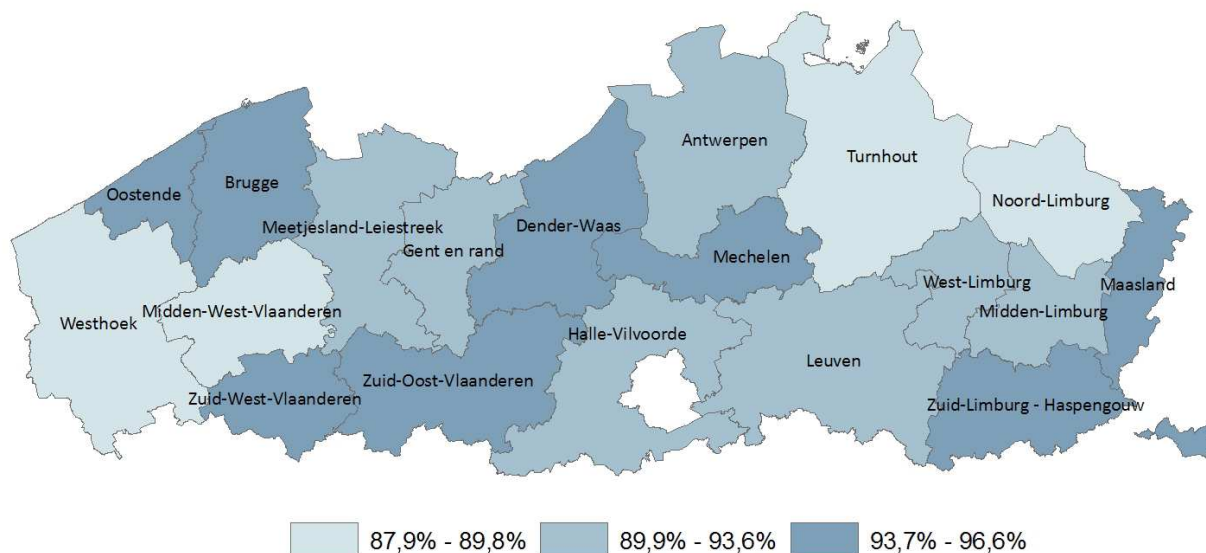 Antwerpen
Turnhout
Brugge
Oostende
Noord-Limburg
Meetjesland-Leiestreek
Dender-Waas
Gent en rand
Mechelen
West-Limburg
Maasland
Midden-West-Vlaanderen
Midden-Limburg
Westhoek
Halle-Vilvoorde
Leuven
Zuid-Oost-Vlaanderen
Zuid-West-Vlaanderen
Zuid-Limburg - Haspengouw
87,9% - 89,8%
89,9% - 93,6%
93,7% - 96,6%